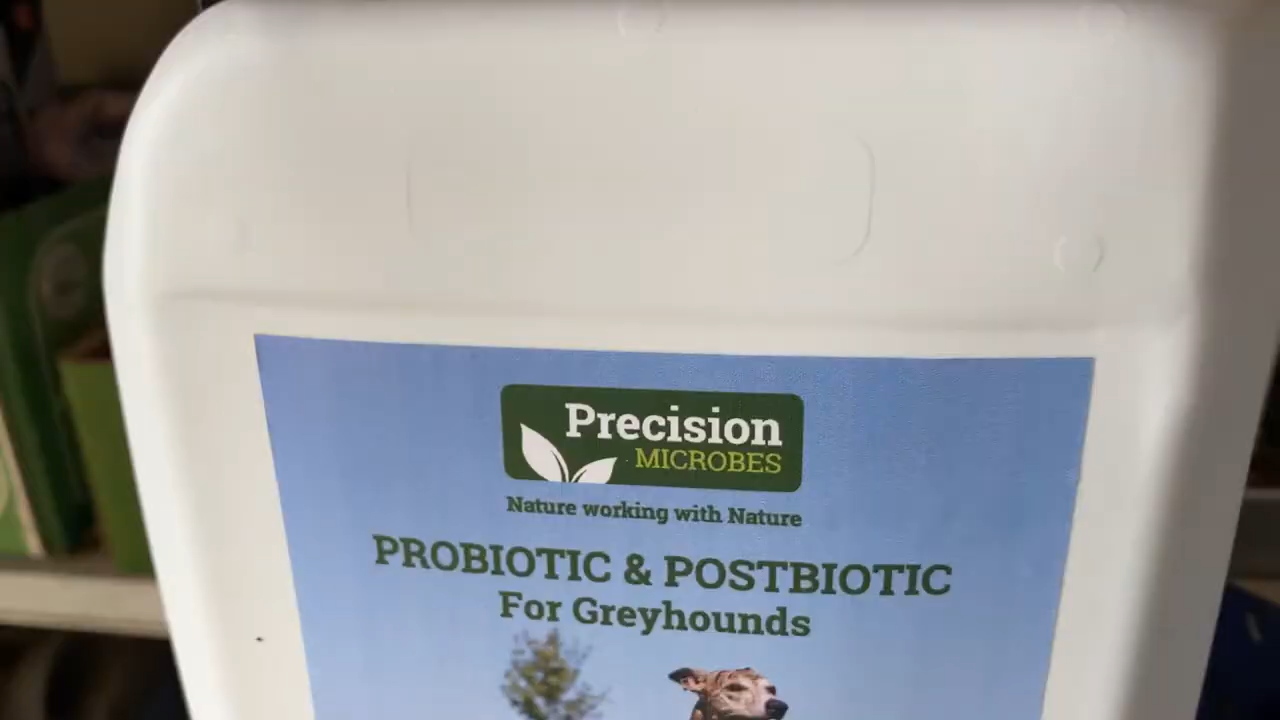 Precision
MICROBES
Nature working with Nature
PROBIOTIC & POSTBIOTIC
For Greyhounds